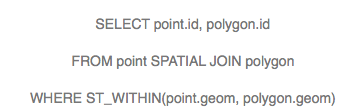 SELECT point.id, polygon.id
FROM point SPATIAL JOIN polygon
WHERE ST_WITHIN(point.geom, polygon.geom)